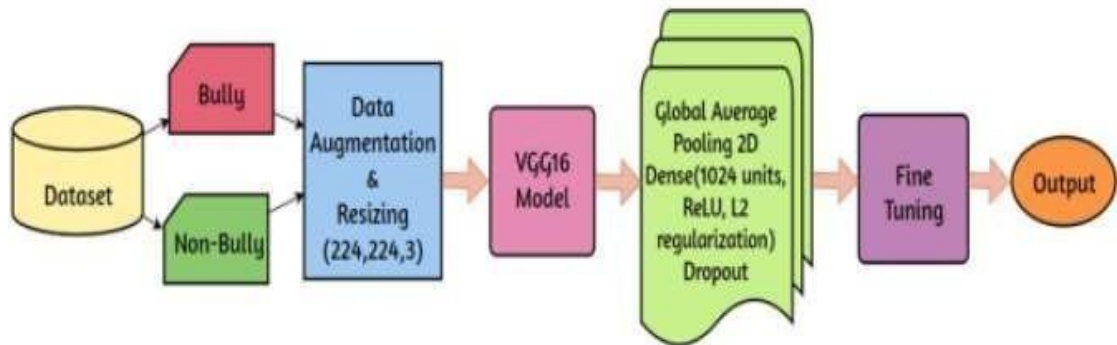 Dataset
Bully
Non-Bully
Data
Augmentation
&
Resizing
(224,224,3)
VGG16
Model
Global Average
Pooling 2D
Dense(1024 units,
ReLU, L2
regularization)
Dropout
Fine
Tuning
Output